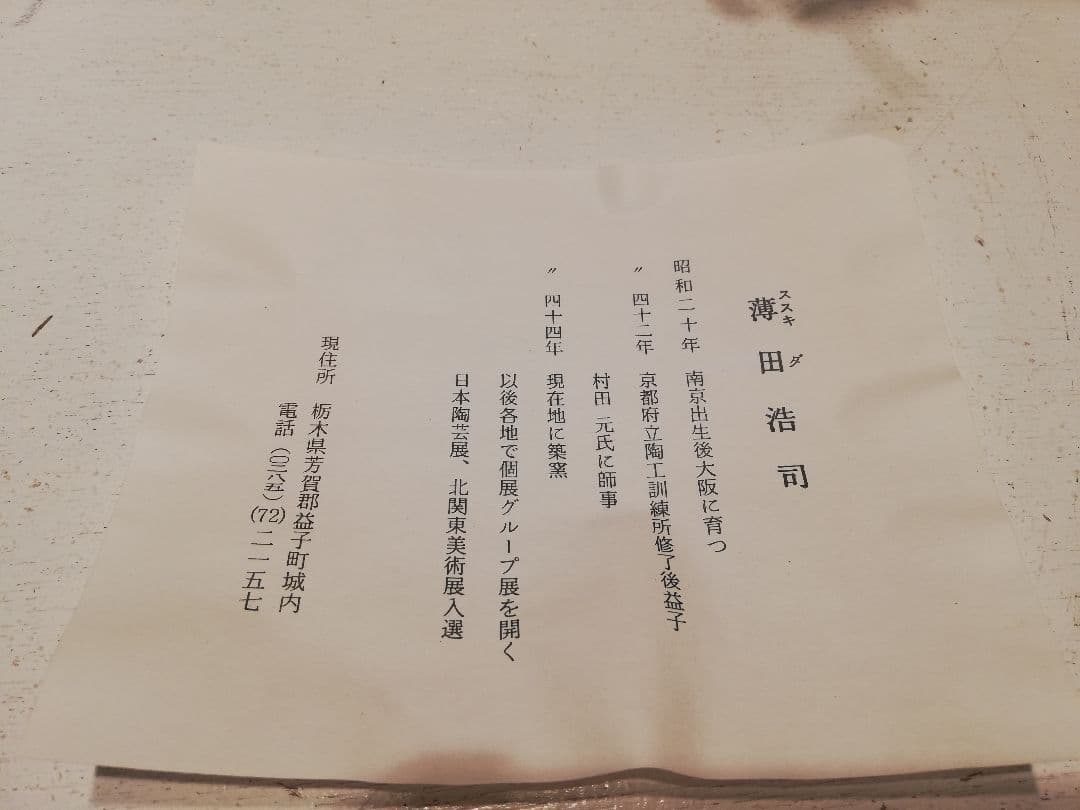 薄田浩司
ススキダ
昭和二十年 南京出生後大阪に育つ
〃 四十二年 京都府立陶工訓練所修了後益子
村田 元氏に師事
〃 四十四年 現在地に築窯
以後各地で個展グループ展を開く
日本陶芸展、北関東美術展入選
現住所 栃木県芳賀郡益子町城内
電話(〇二八五)(72)二一五七